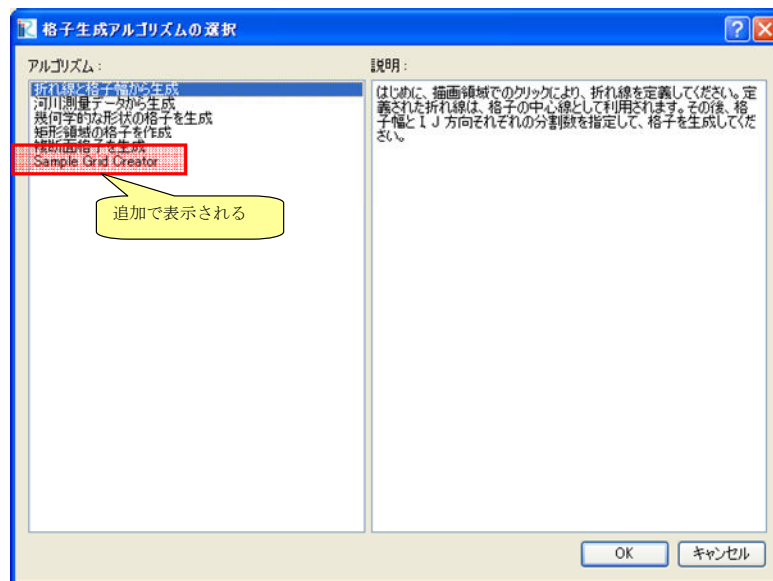 格子生成アルゴリズムの選択
アルゴリズム:
説明:
折れ線と格子幅から生成
河川測量データから生成
幾何学的な形状の格子を生成
矩形領域の格子を作成
複断面格子を生成
Sample Grid Creator
追加で表示される
はじめに、描画領域でのクリックにより、折れ線を定義してください。定
義された折れ線は、格子の中心線として利用されます。その後、格
子幅とI J 方向それぞれの分割数を指定して、格子を生成してくだ
さい。
OK
キャンセル